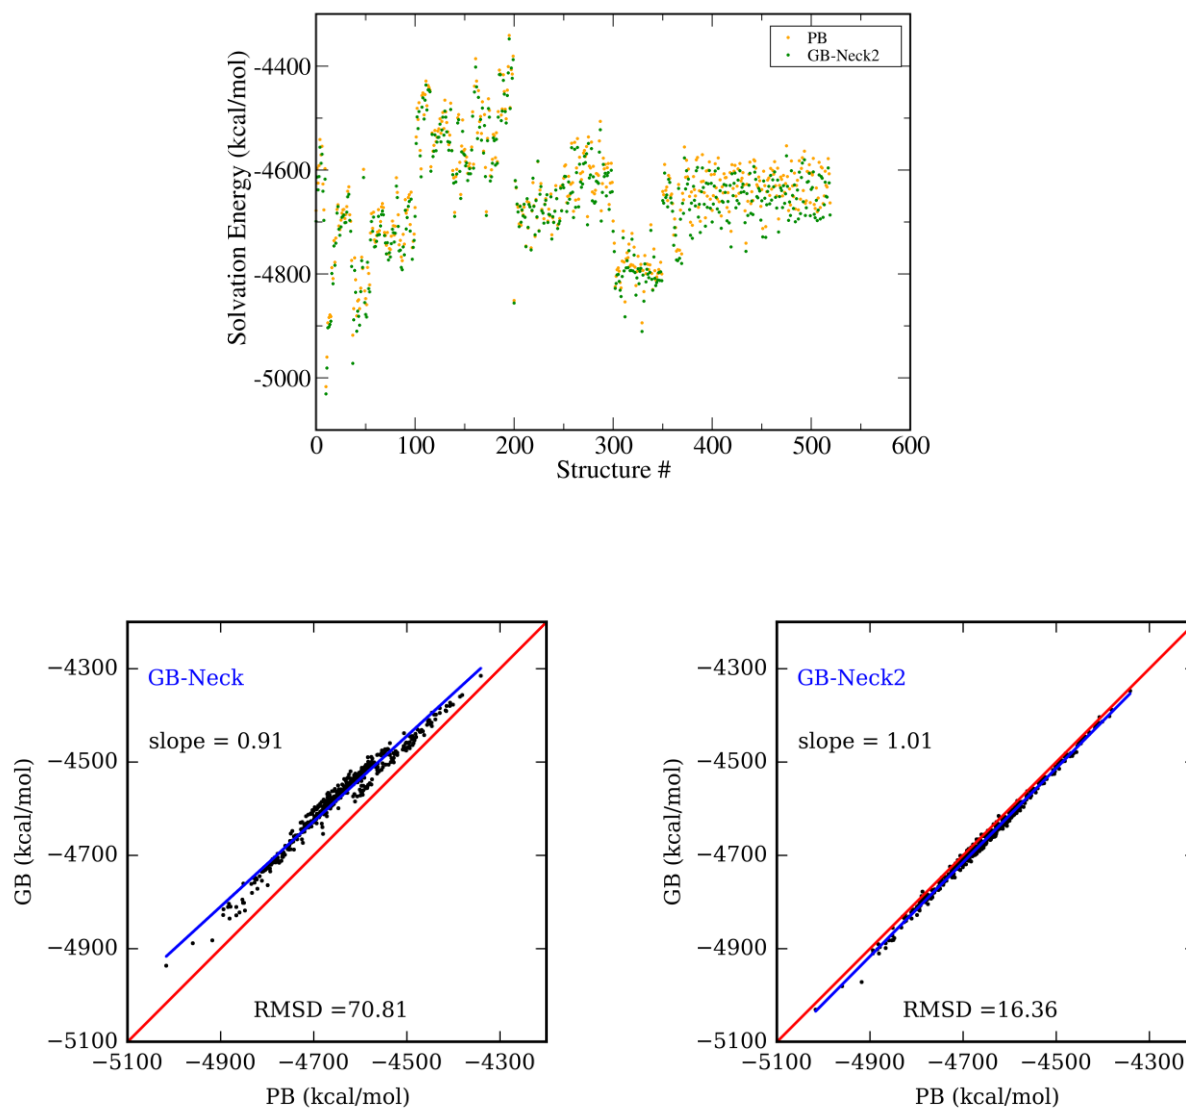 PB
GB-Neck2
Solvation Energy (kcal/mol)
-4400
-4600
-4800
-5000
0 100 200 300 400 500 600
Structure #
GB-Neck
slope = 0.91
RMSD =70.81
GB (kcal/mol)
−4300
−4500
−4700
−4900
−5100
−5100 −4900 −4700 −4500 −4300
PB (kcal/mol)
GB-Neck2
slope = 1.01
RMSD =16.36
GB (kcal/mol)
−4300
−4500
−4700
−4900
−5100
−5100 −4900 −4700 −4500 −4300
PB (kcal/mol)